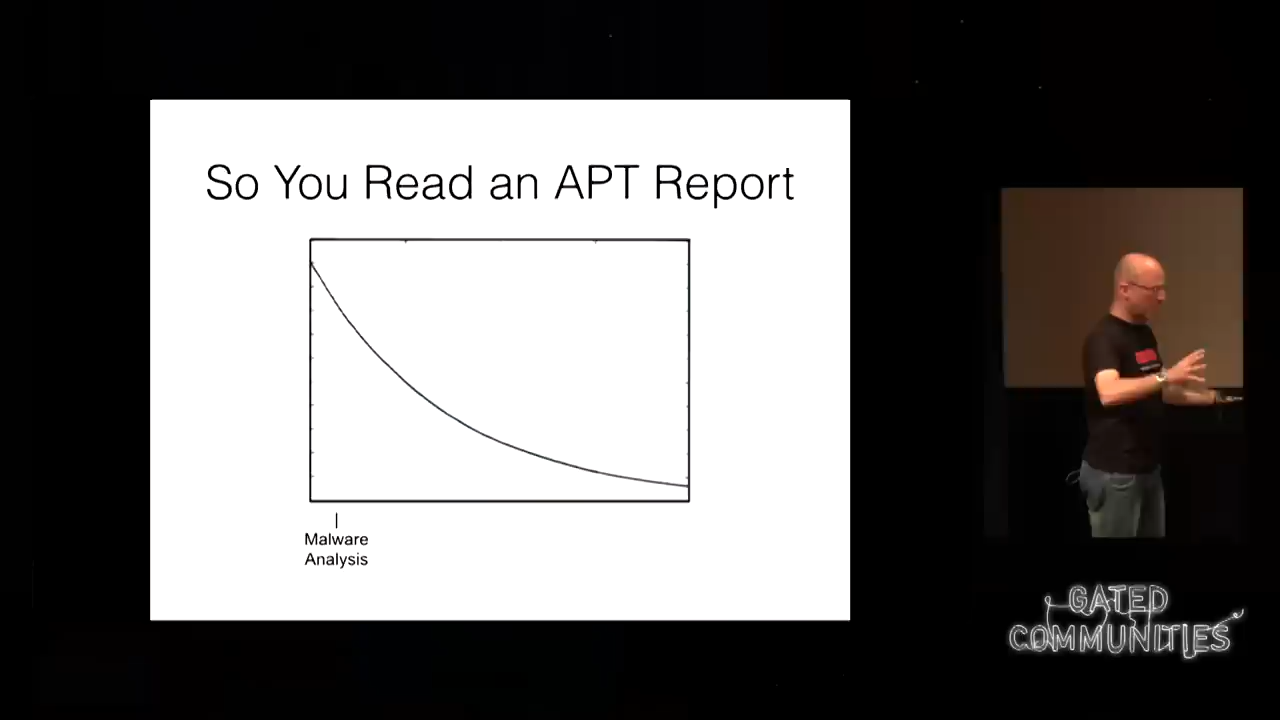 So You Read an APT Report
Malware
Analysis
GATED
COMMUNITIES